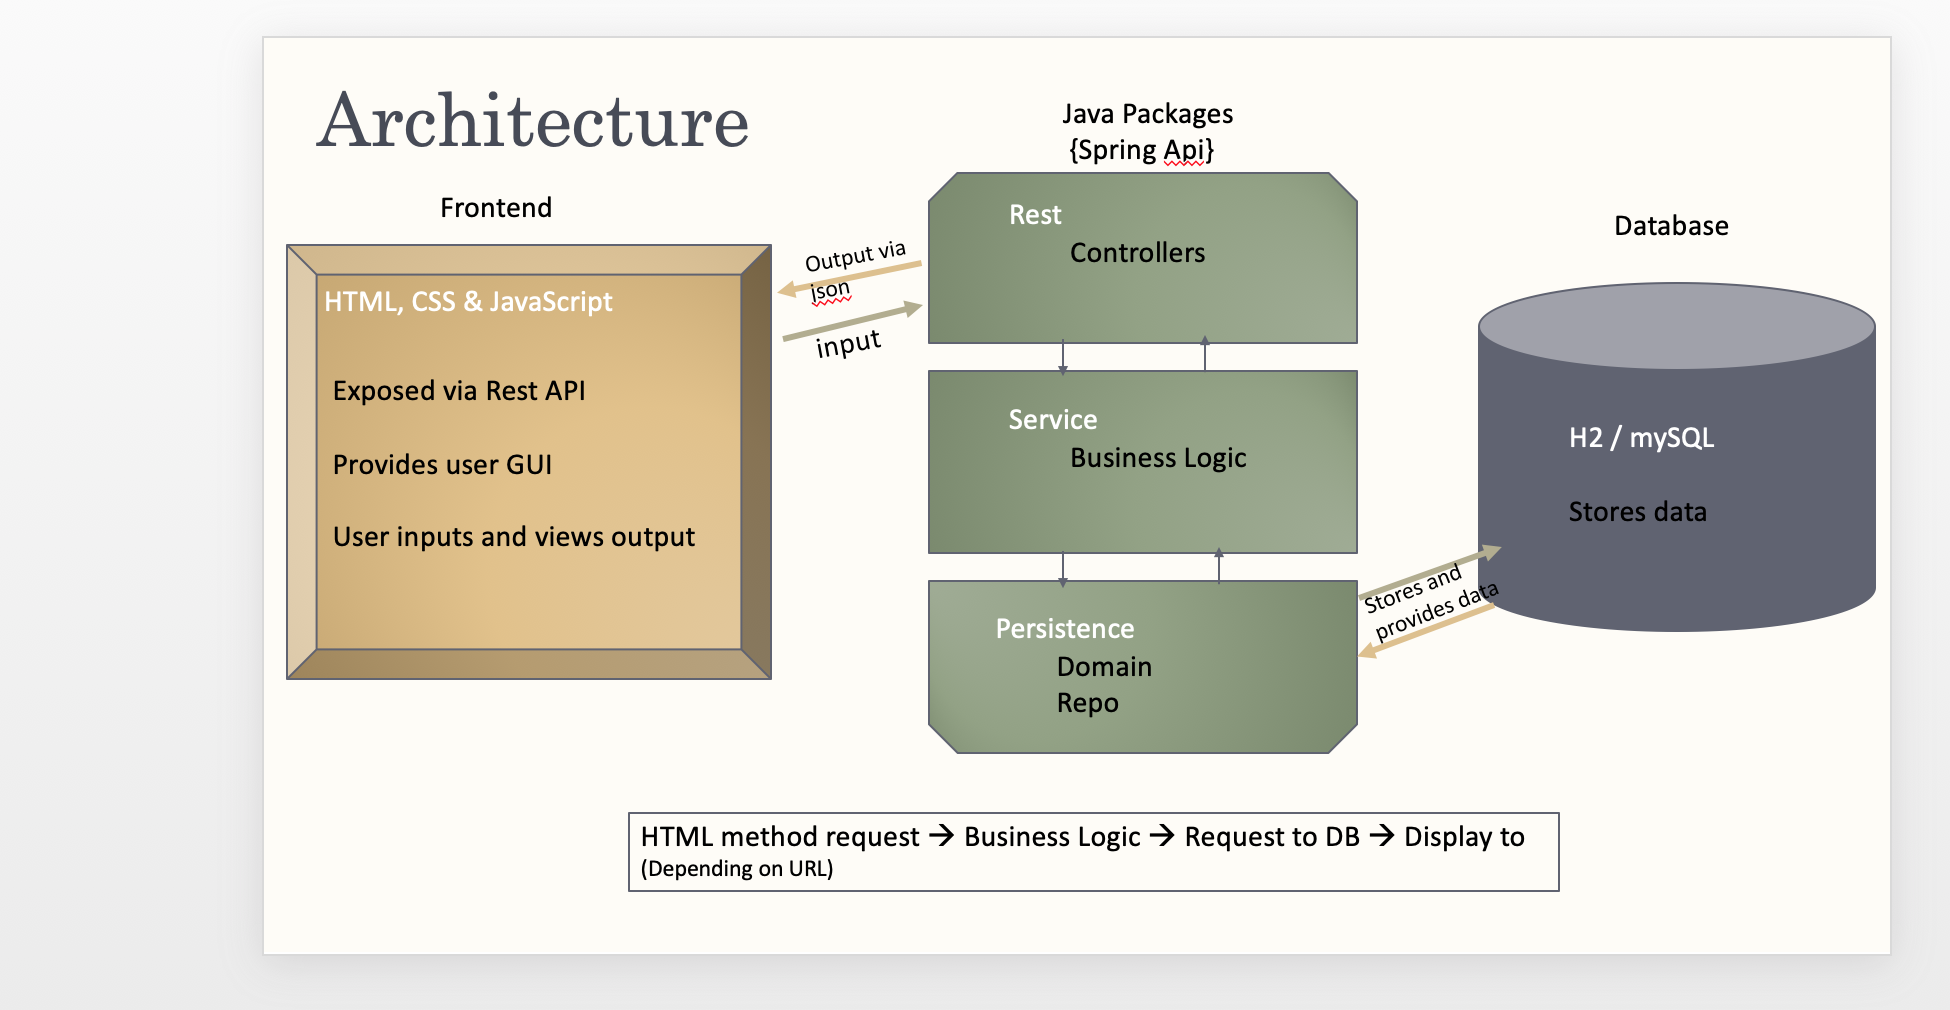 Architecture
Frontend
HTML, CSS & JavaScript
Exposed via Rest API
Provides user GUI
User inputs and views output
Output via
json
input
Java Packages
{Spring Api}
Rest
Controllers
Service
Business Logic
Persistence
Domain
Repo
Stores and
provides data
Database
H2 / mySQL
Stores data
HTML method request → Business Logic → Request to DB → Display to
(Depending on URL)